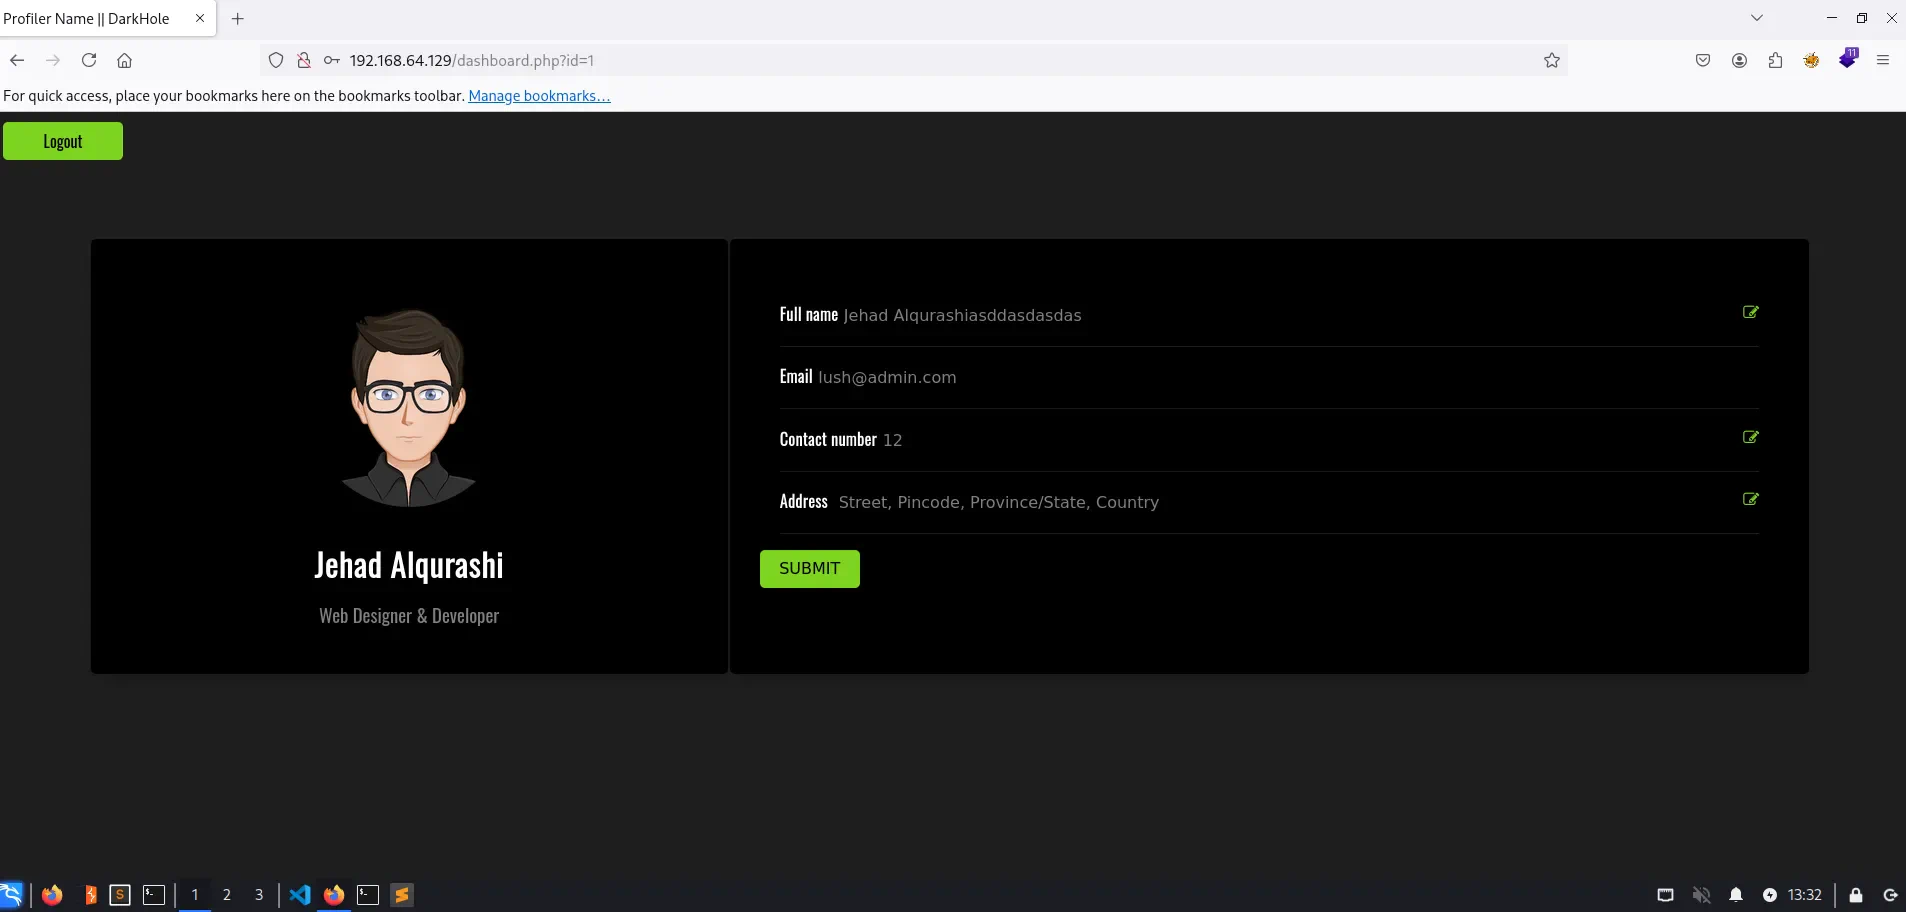 Profiler Name || DarkHole
192.168.64.129/dashboard.php?id=1
11
For quick access, place your bookmarks here on the bookmarks toolbar. Manage bookmarks…
Logout
Full name Jehad Alqurashiasddasdasdas
Email lush@admin.com
Contact number 12
Address Street, Pincode, Province/State, Country
SUBMIT
Jehad Alqurashi
Web Designer & Developer
S
$-
1
2
3
$-
S
13:32